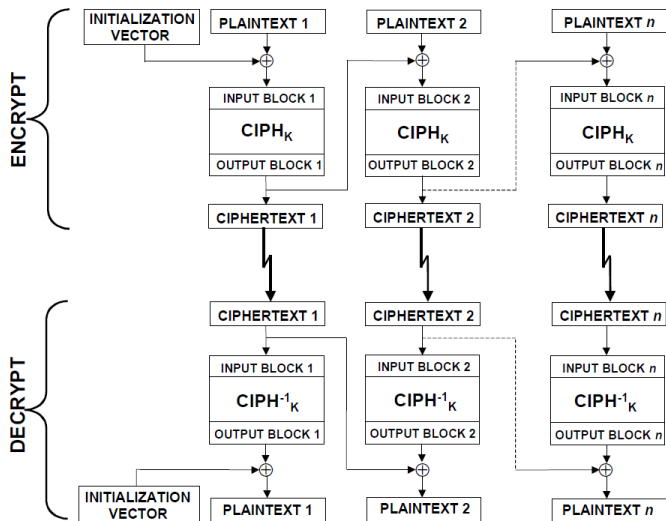 INITIALIZATION
VECTOR
PLAINTEXT 1
PLAINTEXT 2
PLAINTEXT n
ENCRYPT
INPUT BLOCK 1
INPUT BLOCK 2
INPUT BLOCK n
CIPHK
CIPHK
CIPHK
OUTPUT BLOCK 1
OUTPUT BLOCK 2
OUTPUT BLOCK n
CIPHERTEXT 1
CIPHERTEXT 2
CIPHERTEXT n
DECRYPT
CIPHERTEXT 1
CIPHERTEXT 2
CIPHERTEXT n
INPUT BLOCK 1
INPUT BLOCK 2
INPUT BLOCK n
CIPH-1K
CIPH-1K
CIPH-1K
OUTPUT BLOCK 1
OUTPUT BLOCK 2
OUTPUT BLOCK n
INITIALIZATION
VECTOR
PLAINTEXT 1
PLAINTEXT 2
PLAINTEXT n